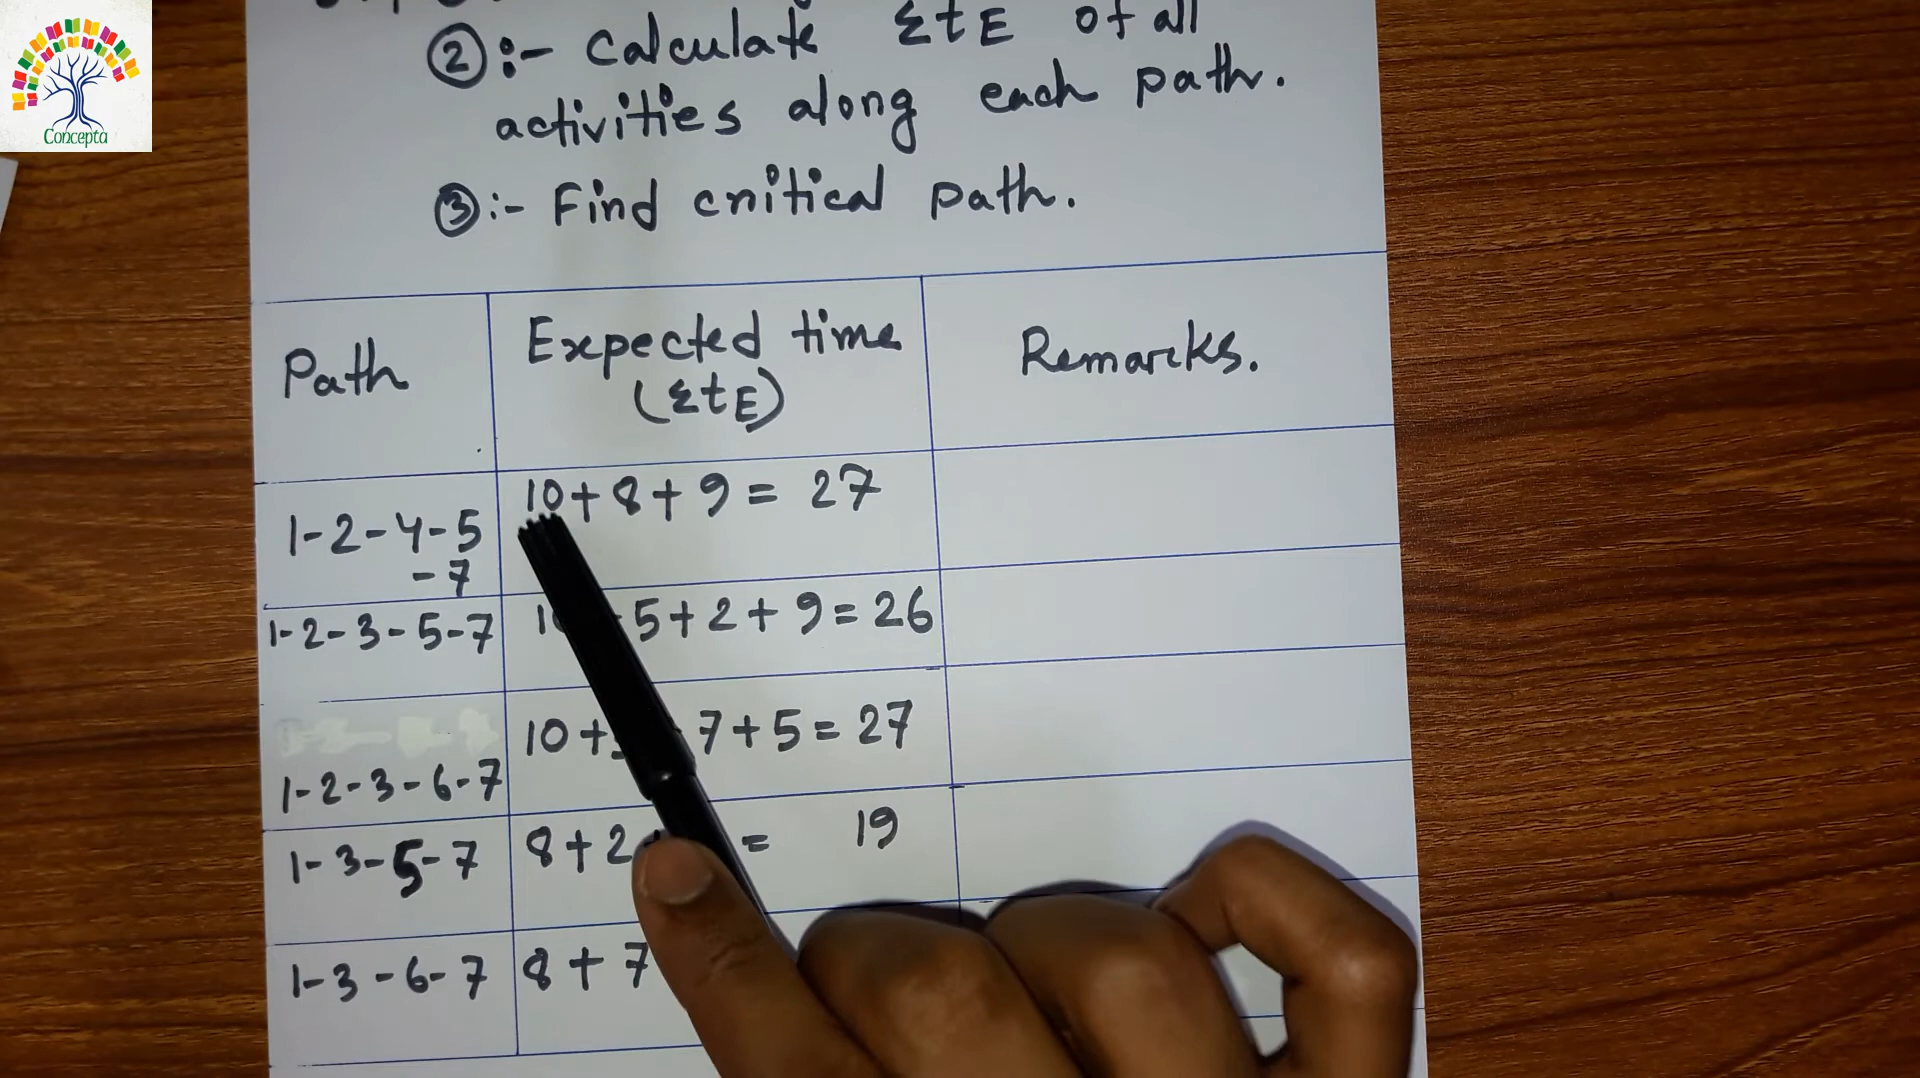 Concepta
②:- Calculate ΣtE of all
activities along each path.
③:- Find critical path.
Path
Expected time
(ΣtE)
Remarks.
1-2-4-5
-7
10+8+9= 27
1-2-3-5-7
5+2+9=26
1-2-3-6-7
10+ 7+5=27
1-3-5-7
8+2 = 19
1-3-6-7
8+7